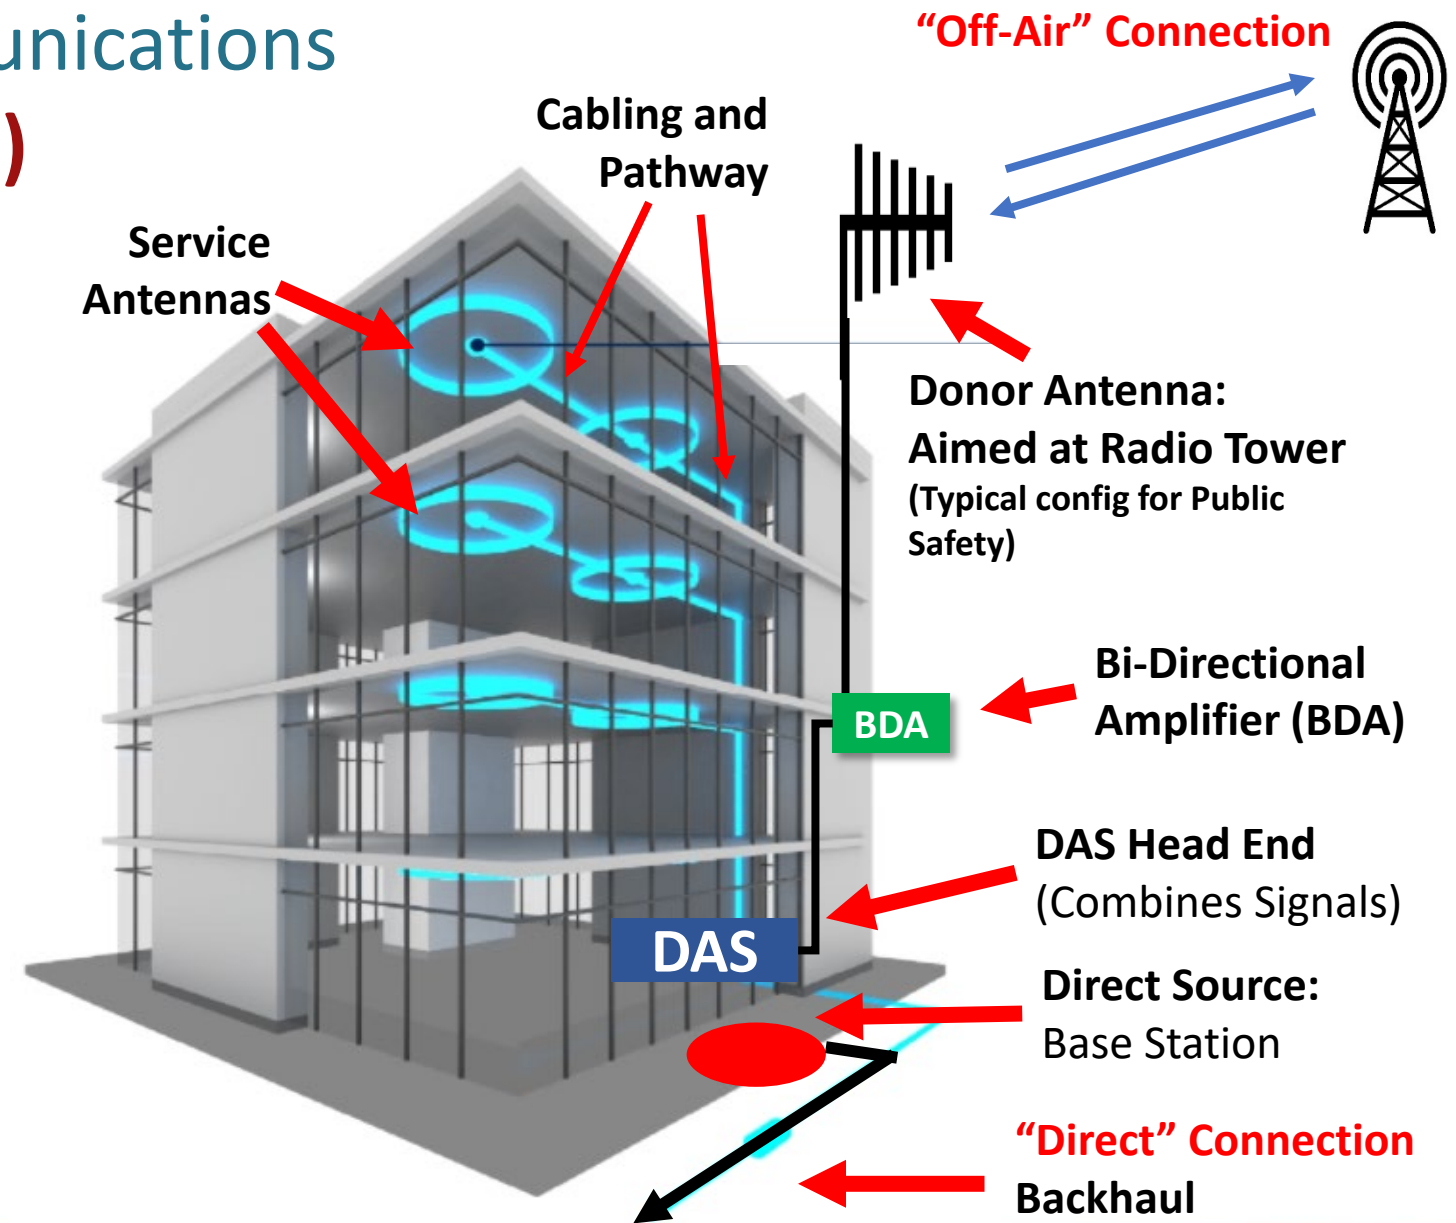 unications
)
“Off-Air” Connection
Cabling and
Pathway
Service
Antennas
Donor Antenna:
Aimed at Radio Tower
(Typical config for Public
Safety)
Bi-Directional
Amplifier (BDA)
BDA
DAS Head End
(Combines Signals)
DAS
Direct Source:
Base Station
“Direct” Connection
Backhaul